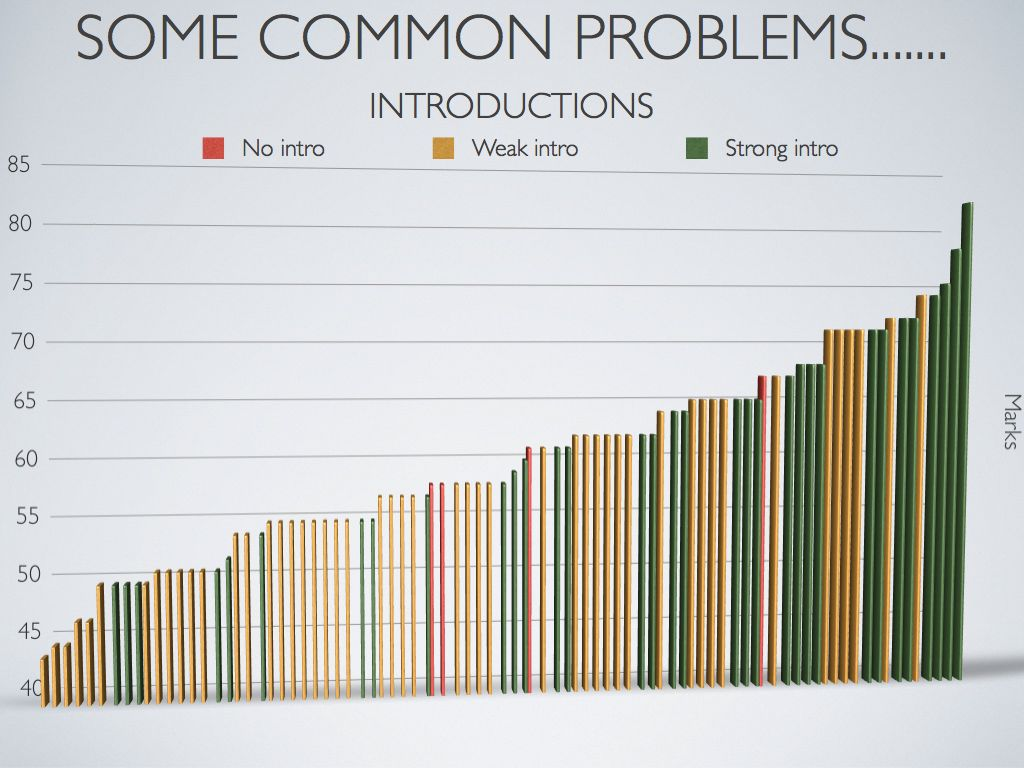 SOME COMMON PROBLEMS.......
INTRODUCTIONS
No intro Weak intro Strong intro
85
80
75
70
65
60
55
50
45
40
Marks